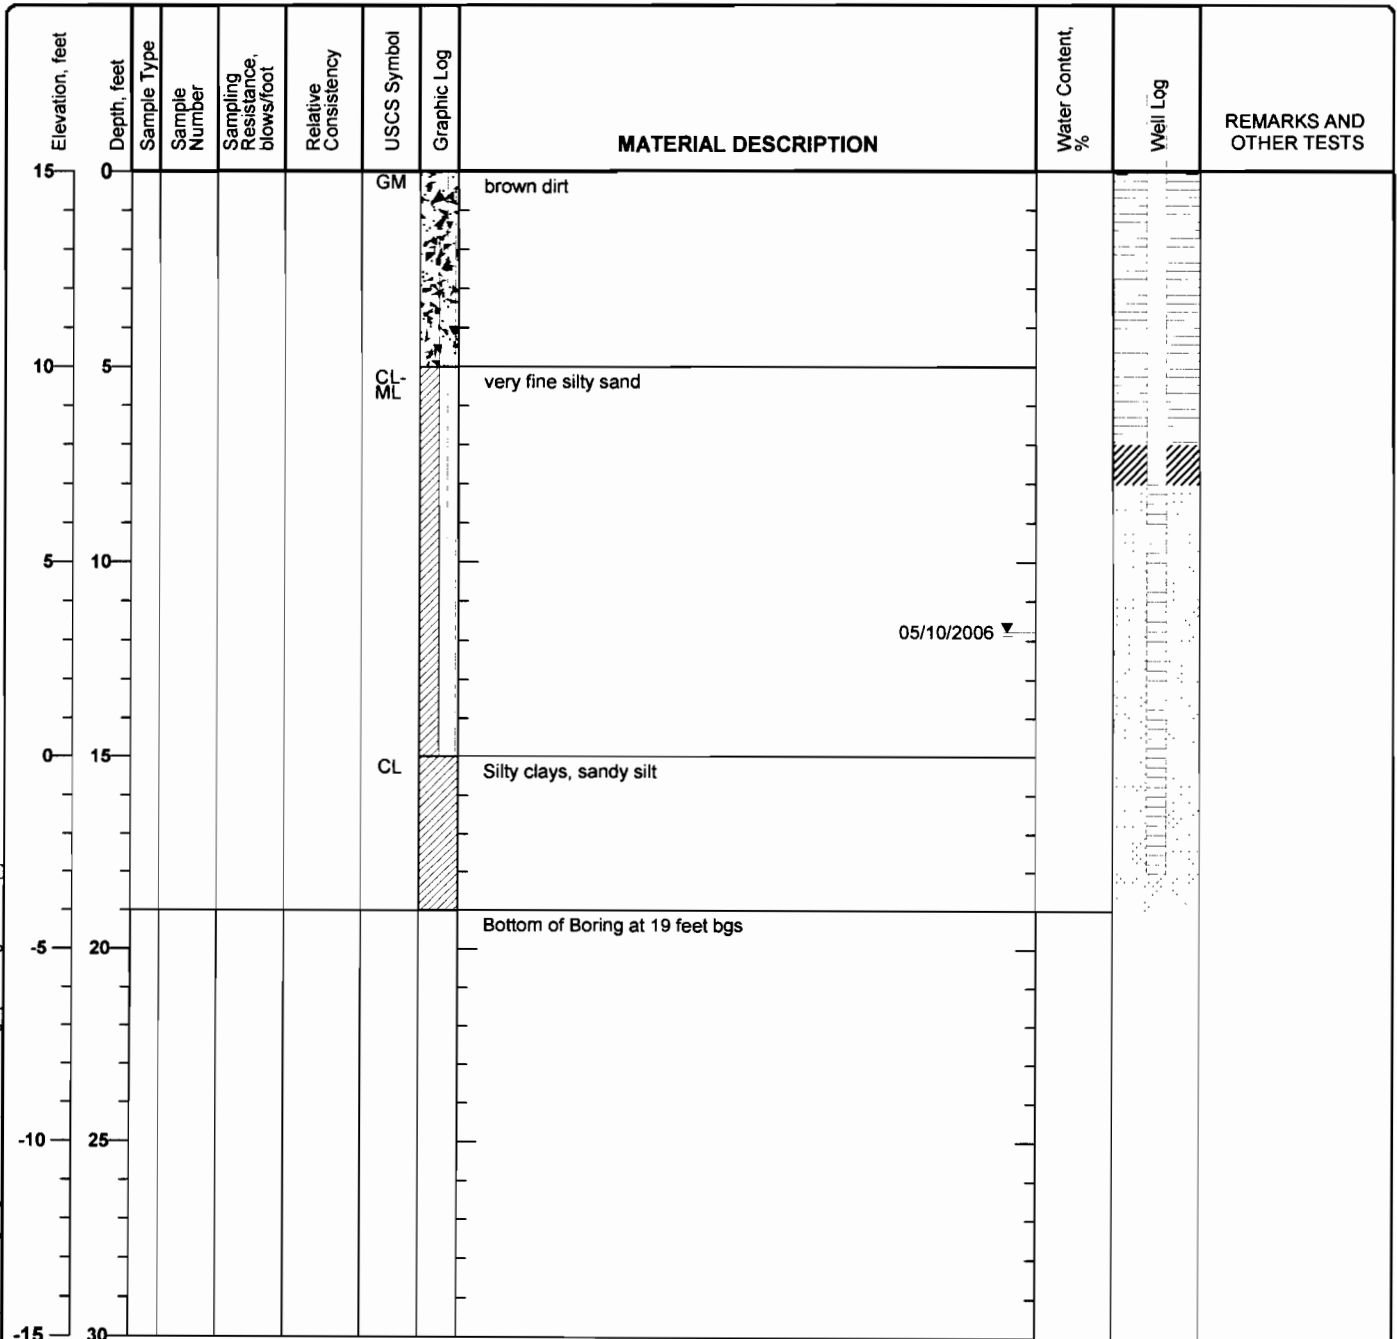 Elevation, feet
Depth, feet
Sample Type
Sample
Number
Sampling
Resistance,
blows/foot
Relative
Consistency
USCS Symbol
Graphic Log
MATERIAL DESCRIPTION
Water Content,
%
Well Log
REMARKS AND
OTHER TESTS
15
0
GM
brown dirt
10
5
CL-
ML
very fine silty sand
5
10
05/10/2006
0
15
CL
Silty clays, sandy silt
Bottom of Boring at 19 feet bgs
-5
20
-10
25
-15
30